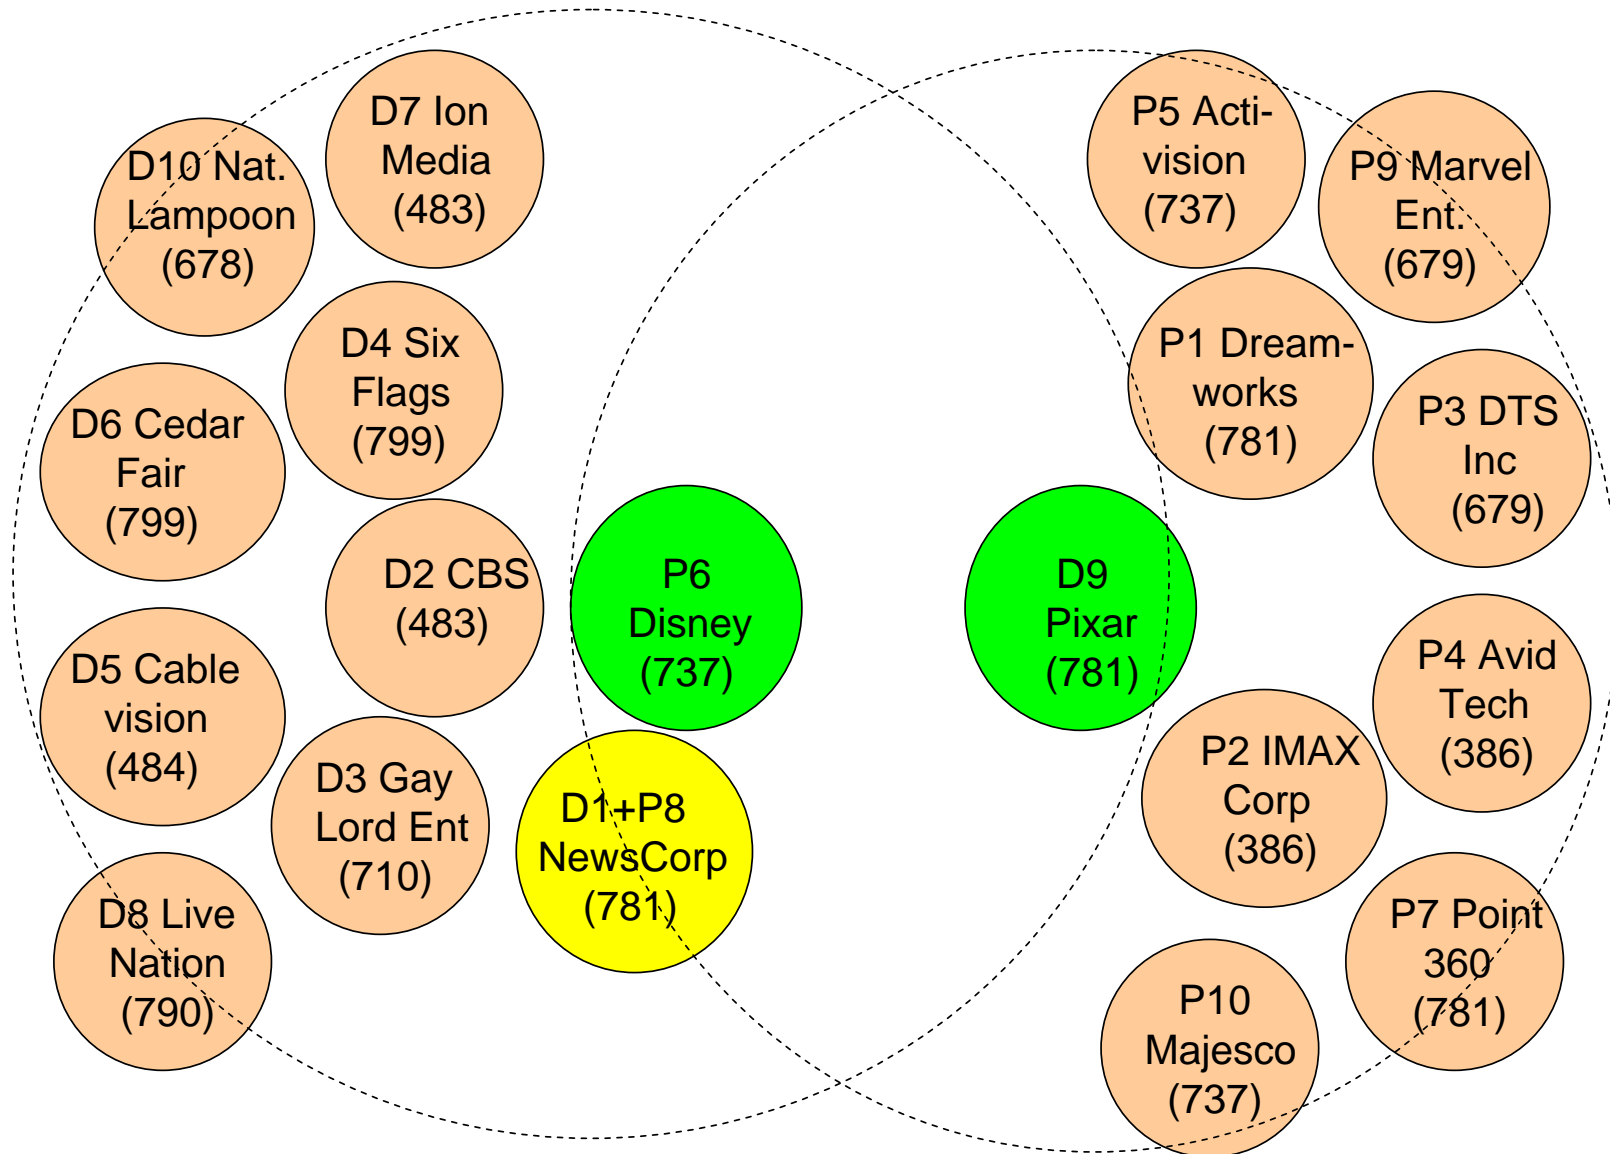 D7 Ion
Media
(483)
D10 Nat.
Lampoon
(678)
D4 Six
Flags
(799)
D6 Cedar
Fair
(799)
D2 CBS
(483)
D5 Cable
vision
(484)
D3 Gay
Lord Ent
(710)
D8 Live
Nation
(790)
P6
Disney
(737)
D1+P8
NewsCorp
(781)
D9
Pixar
(781)
P5 Acti-
vision
(737)
P9 Marvel
Ent.
(679)
P1 Dream-
works
(781)
P3 DTS
Inc
(679)
P4 Avid
Tech
(386)
P2 IMAX
Corp
(386)
P7 Point
360
(781)
P10
Majesco
(737)